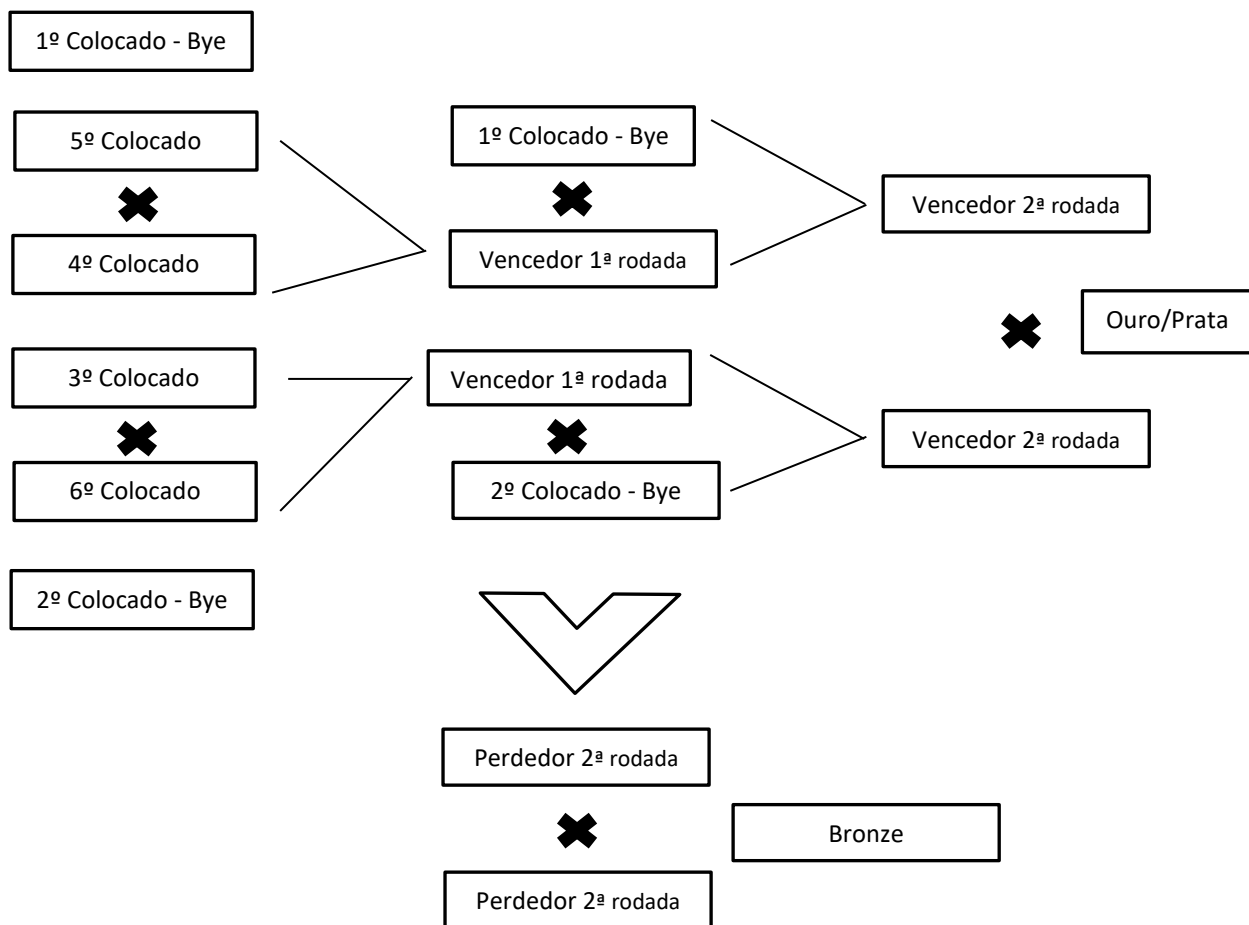 1º Colocado - Bye
5º Colocado
4º Colocado
3º Colocado
6º Colocado
2º Colocado - Bye
1º Colocado - Bye
Vencedor 1ª rodada
Vencedor 1ª rodada
2º Colocado - Bye
Vencedor 2ª rodada
Vencedor 2ª rodada
Ouro/Prata
Perdedor 2ª rodada
Bronze
Perdedor 2ª rodada